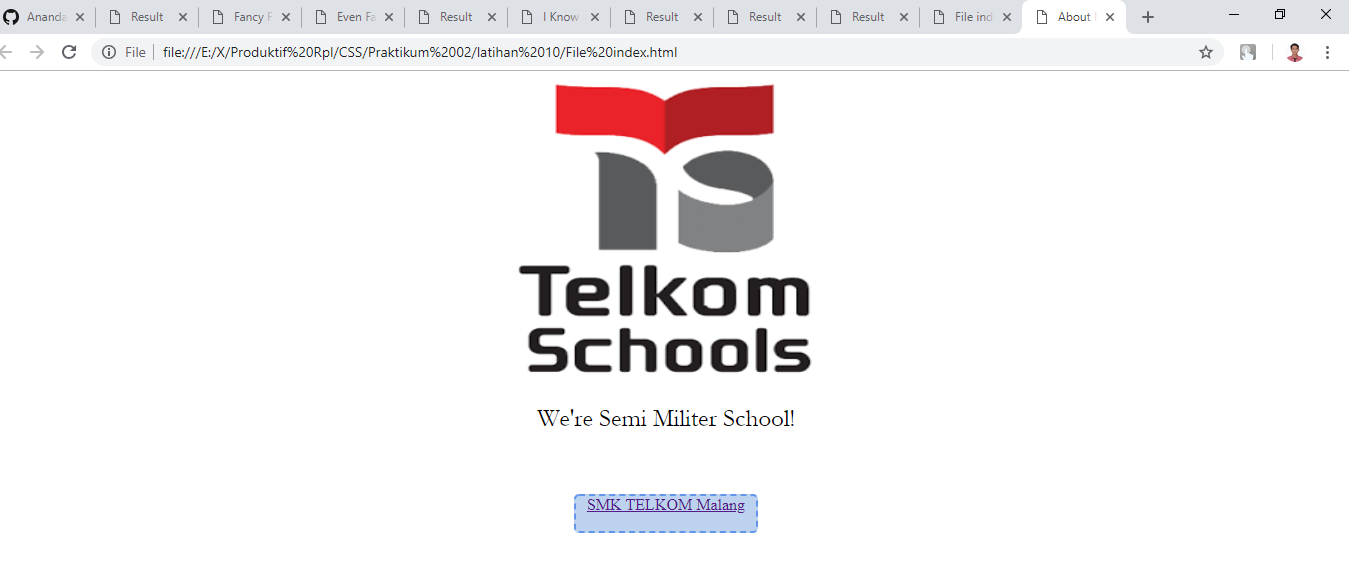 Ananda
Result
Fancy F
Even Fa
Result
I Know
Result
Result
Result
File ind
About
File
file:///E:/X/Produktif%20Rpl/CSS/Praktikum%2002/latihan%2010/File%20index.html
Telkom
Schools
We're Semi Militer School!
SMK TELKOM Malang